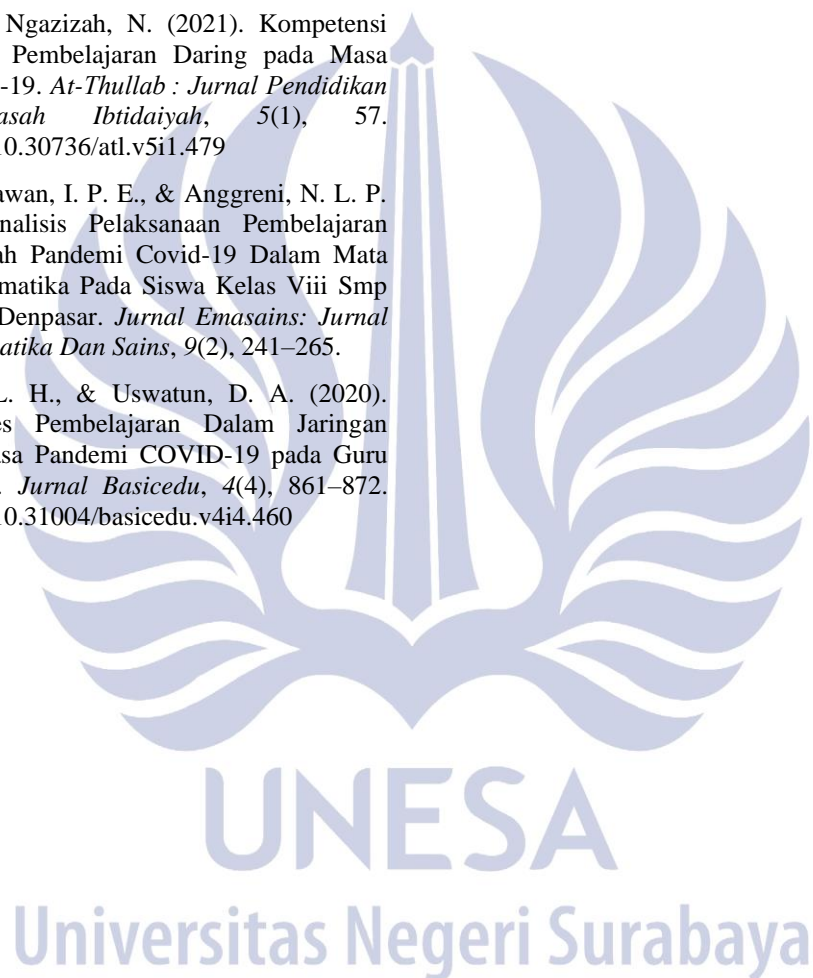 Ngazizah, N. (2021). Kompetensi
Pembelajaran Daring pada Masa
-19. At-Thullab : Jurnal Pendidikan
asah Ibtidaiyah, 5(1), 57.
10.30736/atl.v5i1.479
awan, I. P. E., & Anggreni, N. L. P.
nalisis Pelaksanaan Pembelajaran
ah Pandemi Covid-19 Dalam Mata
matika Pada Siswa Kelas Viii Smp
Denpasar. Jurnal Emasains: Jurnal
atika Dan Sains, 9(2), 241–265.
L. H., & Uswatun, D. A. (2020).
es Pembelajaran Dalam Jaringan
asa Pandemi COVID-19 pada Guru
. Jurnal Basicedu, 4(4), 861–872.
10.31004/basicedu.v4i4.460
UNESA
Universitas Negeri Surabaya